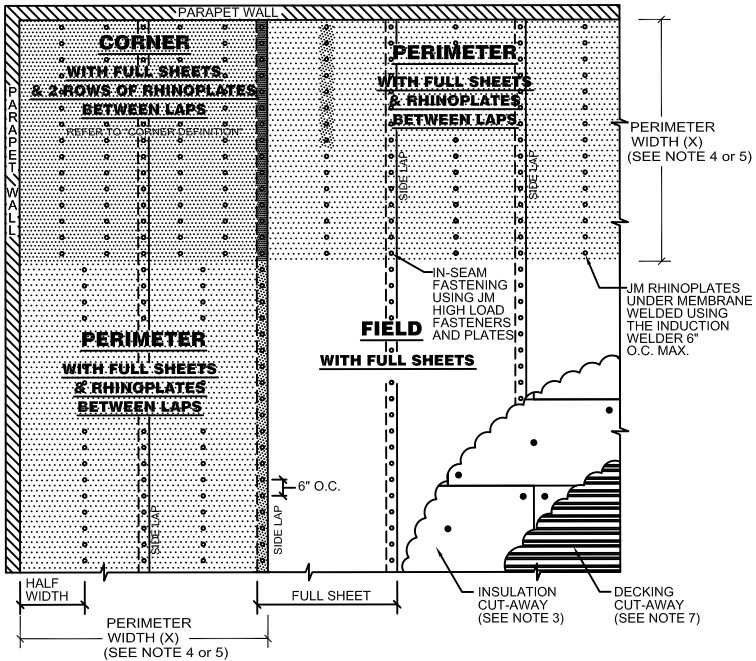 PARAPET WALL
CORNER
WITH FULL SHEETS
& 2 ROWS OF RHINOPLATES
BETWEEN LAPS
REFER TO "CORNER DEFINITION"
PERIMETER
WITH FULL SHEETS
& RHINOPLATES
BETWEEN LAPS
PARAPET WALL
SIDE LAP
SIDE LAP
PERIMETER
WIDTH (X)
(SEE NOTE 4 or 5)
IN-SEAM
FASTENING
USING JM
HIGH LOAD
FASTENERS
AND PLATES
JM RHINOPLATES
UNDER MEMBRANE
WELDED USING
THE INDUCTION
WELDER 6"
O.C. MAX.
PERIMETER
WITH FULL SHEETS
& RHINOPLATES
BETWEEN LAPS
FIELD
WITH FULL SHEETS
6" O.C.
SIDE LAP
SIDE LAP
HALF
WIDTH
FULL SHEET
INSULATION
CUT-AWAY
(SEE NOTE 3)
DECKING
CUT-AWAY
(SEE NOTE 7)
PERIMETER
WIDTH (X)
(SEE NOTE 4 or 5)